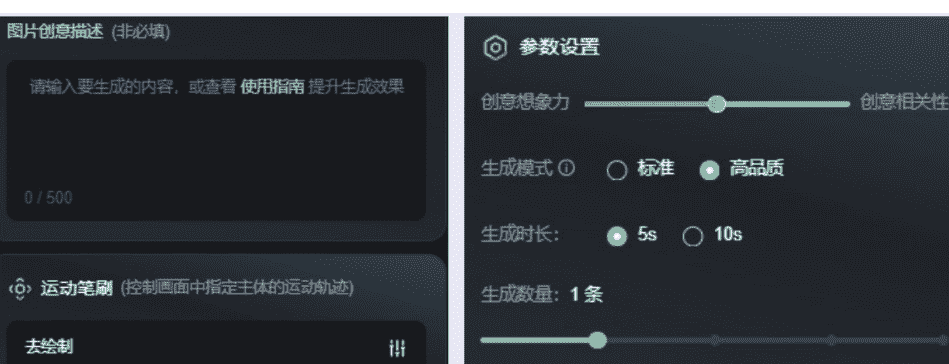 图片创意描述 (非必填)
请输入要生成的内容，或查看 使用指南 提升生成效果
0 / 500
运动笔刷 (控制画面中指定主体的运动轨迹)
去绘制
参数设置
创意想象力 创意相关性
生成模式 标准 高品质
生成时长： 5s 10s
生成数量：1 条